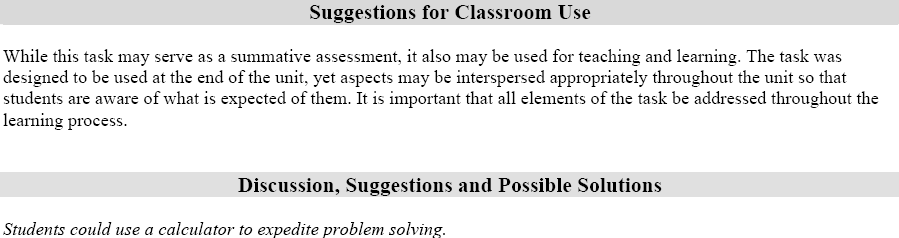 Suggestions for Classroom Use
While this task may serve as a summative assessment, it also may be used for teaching and learning. The task was
designed to be used at the end of the unit, yet aspects may be interspersed appropriately throughout the unit so that
students are aware of what is expected of them. It is important that all elements of the task be addressed throughout the
learning process.
Discussion, Suggestions and Possible Solutions
Students could use a calculator to expedite problem solving.